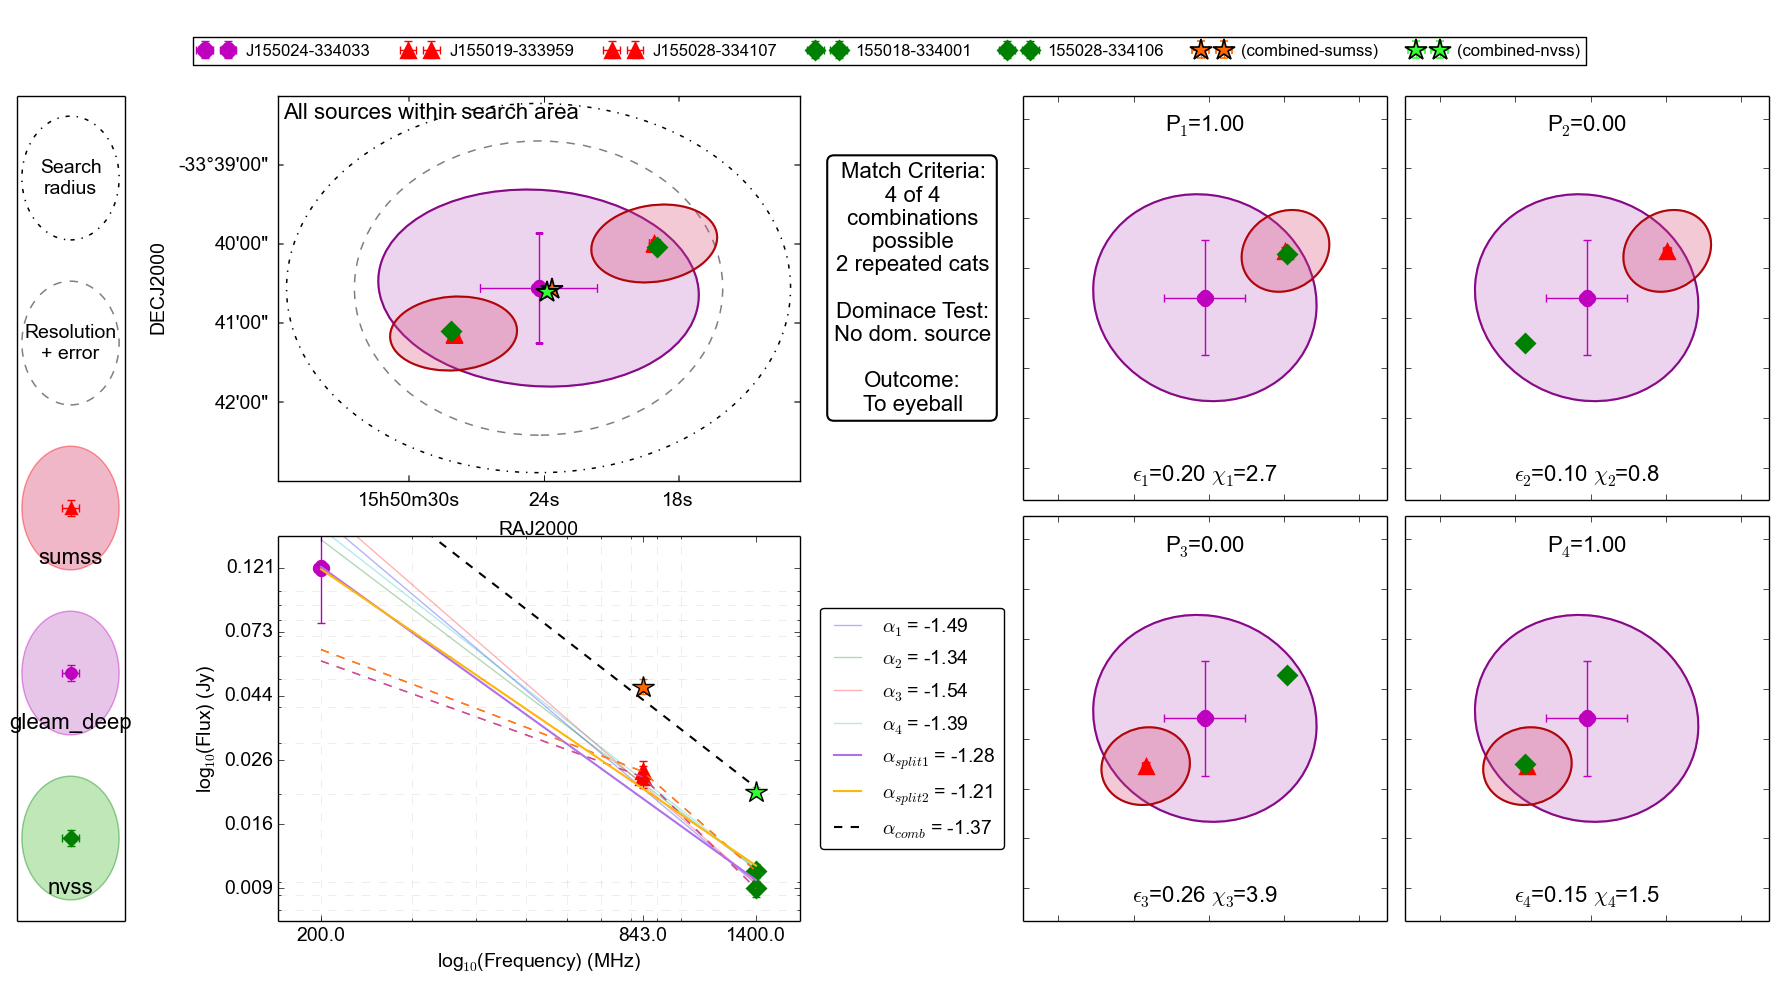 J155024-334033
J155019-333959
J155028-334107
155018-334001
155028-334106
(combined-sumss)
(combined-nvss)
Search
radius
Resolution
+ error
sumss
gleam_deep
nvss
All sources within search area
DECJ2000
-33°39'00"
40'00"
41'00"
42'00"
15h50m30s
24s
18s
RAJ2000
Match Criteria:
4 of 4
combinations
possible
2 repeated cats
Dominace Test:
No dom. source
Outcome:
To eyeball
P1=1.00
ϵ1=0.20 χ1=2.7
P2=0.00
ϵ2=0.10 χ2=0.8
log10(Flux) (Jy)
0.121
0.073
0.044
0.026
0.016
0.009
200.0
843.0
1400.0
log10(Frequency) (MHz)
α1 = -1.49
α2 = -1.34
α3 = -1.54
α4 = -1.39
αsplit1 = -1.28
αsplit2 = -1.21
αcomb = -1.37
P3=0.00
ϵ3=0.26 χ3=3.9
P4=1.00
ϵ4=0.15 χ4=1.5